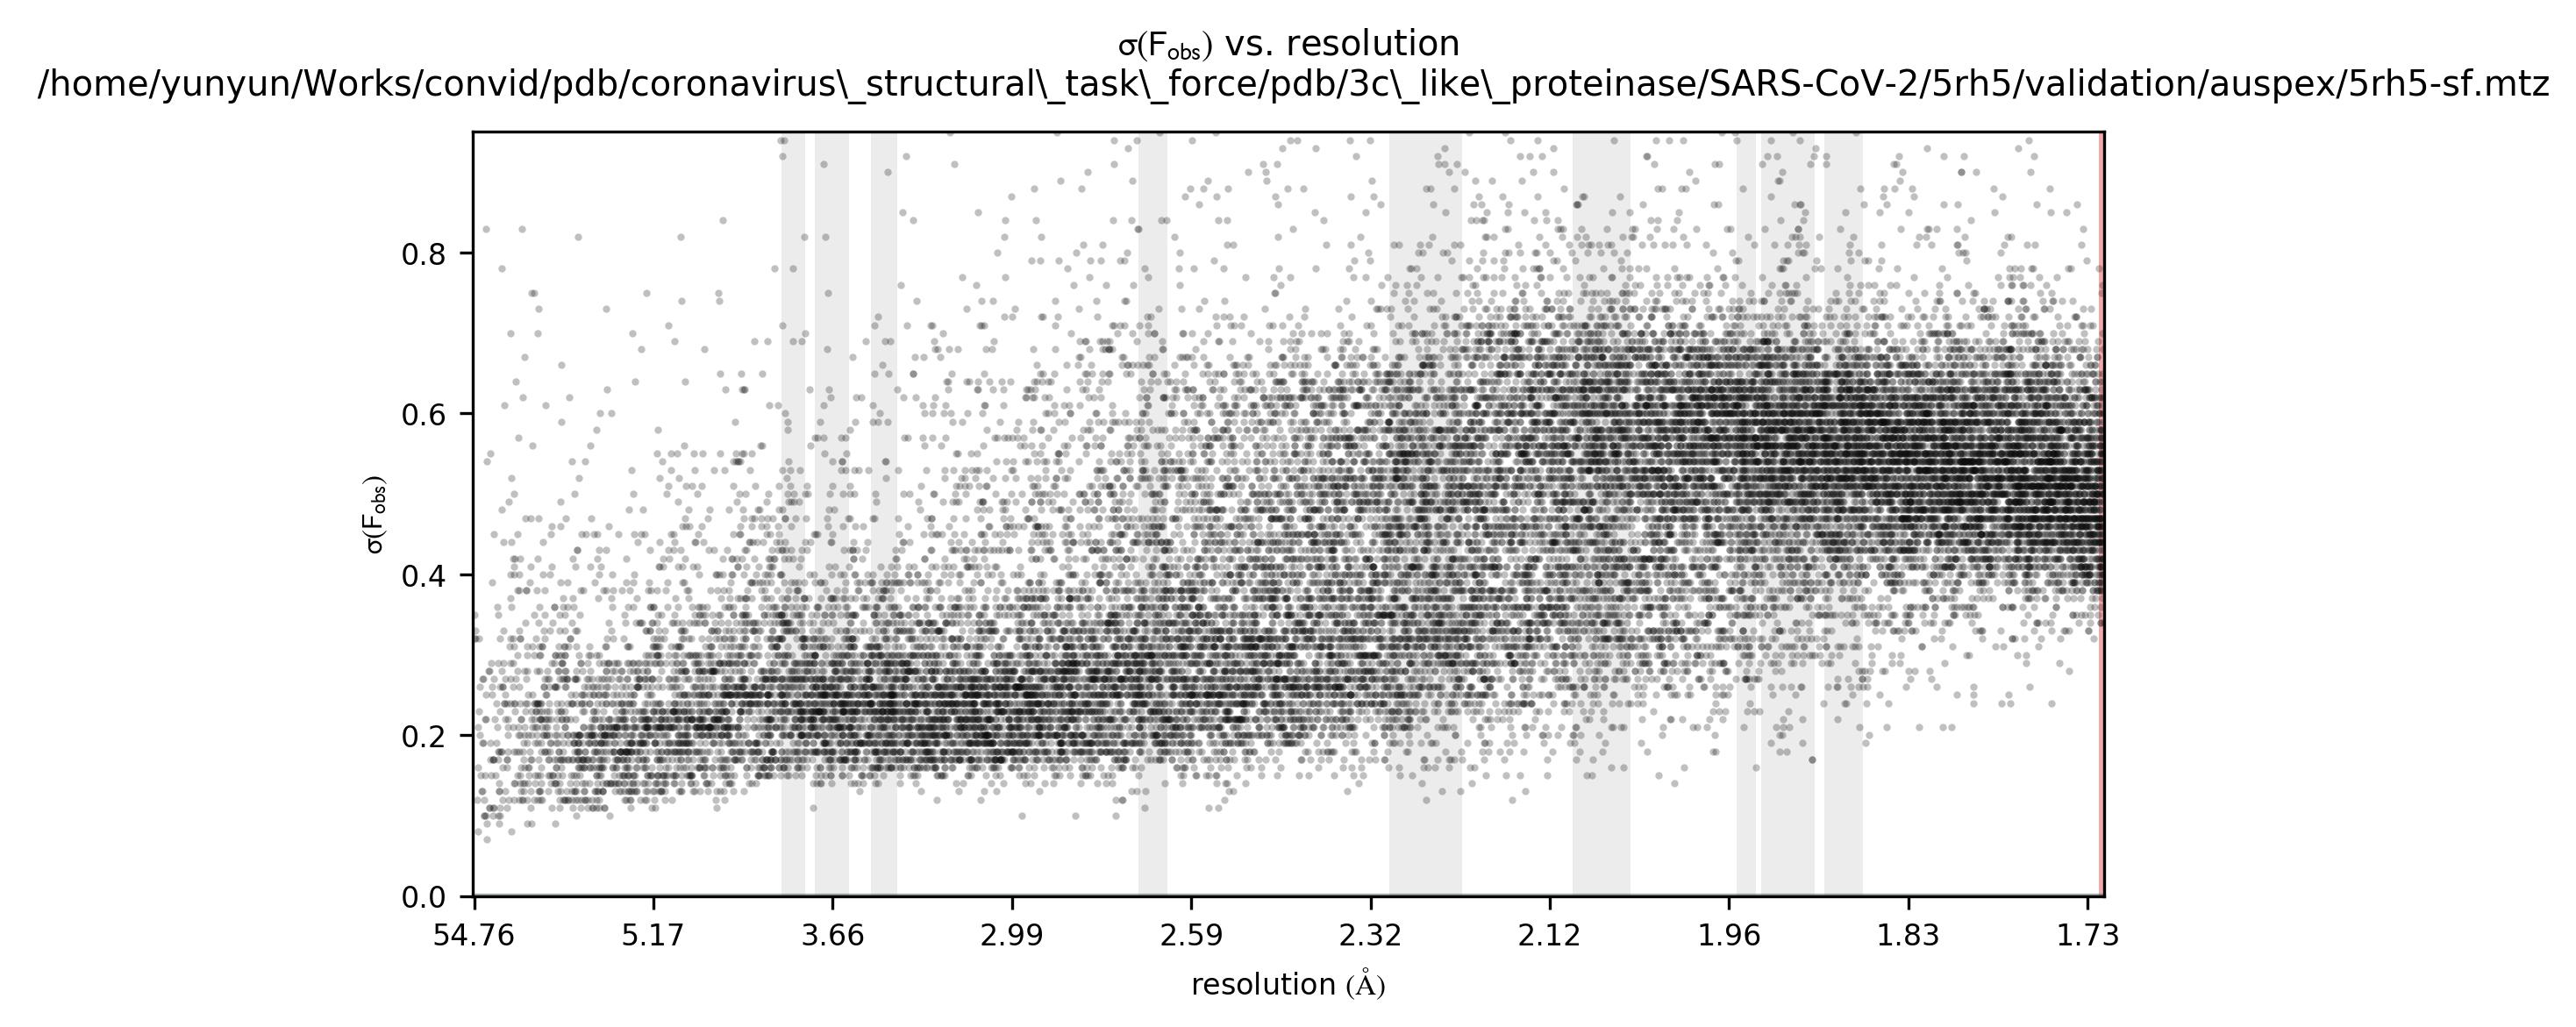 σ(F_obs) vs. resolution
/home/yunyun/Works/convid/pdb/coronavirus\_structural\_task\_force/pdb/3c\_like\_proteinase/SARS-CoV-2/5rh5/validation/auspex/5rh5-sf.mtz
0.8
0.6
σ(F_obs)
0.4
0.2
0.0
54.76 5.17 3.66 2.99 2.59 2.32 2.12 1.96 1.83 1.73
resolution (Å)